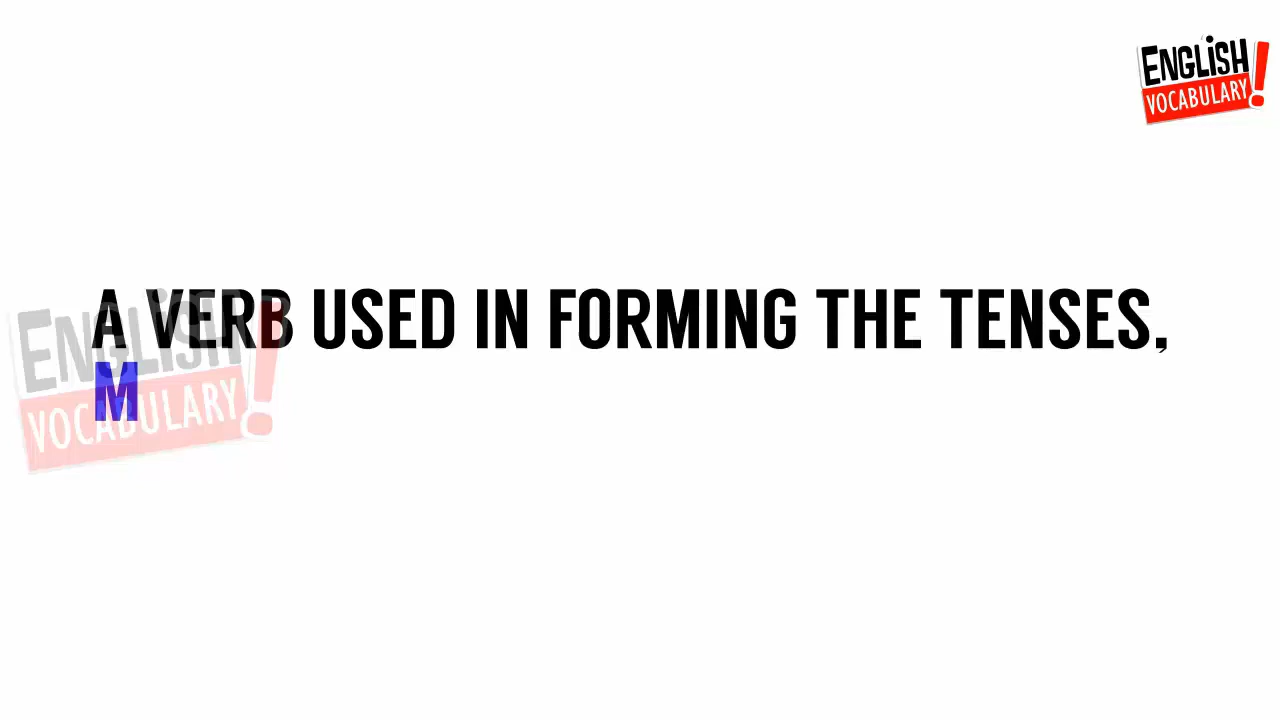 ENGLISH
VOCABULARY!
A VERB USED IN FORMING THE TENSES,
M
ENGLISH
VOCABULARY!